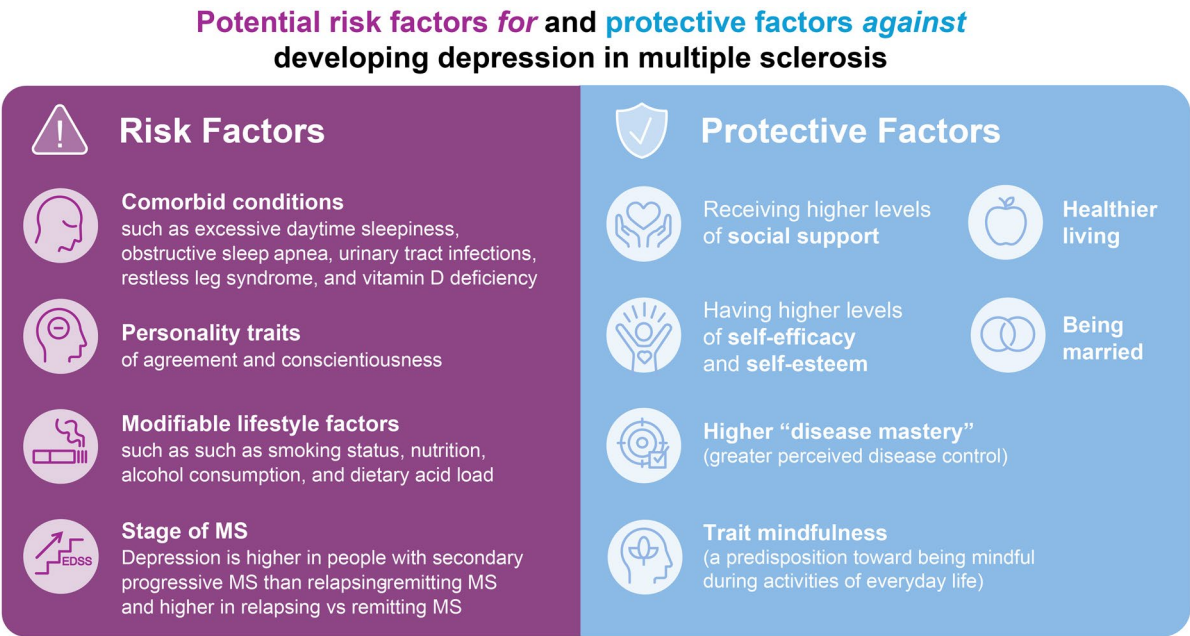 Potential risk factors for and protective factors against
developing depression in multiple sclerosis
Risk Factors
Comorbid conditions
such as excessive daytime sleepiness,
obstructive sleep apnea, urinary tract infections,
restless leg syndrome, and vitamin D deficiency
Personality traits
of agreement and conscientiousness
Modifiable lifestyle factors
such as such as smoking status, nutrition,
alcohol consumption, and dietary acid load
EDSS
Stage of MS
Depression is higher in people with secondary
progressive MS than relapsingremitting MS
and higher in relapsing vs remitting MS
Protective Factors
Receiving higher levels
of social support
Healthier
living
Having higher levels
of self-efficacy
and self-esteem
Being
married
Higher “disease mastery”
(greater perceived disease control)
Trait mindfulness
(a predisposition toward being mindful
during activities of everyday life)